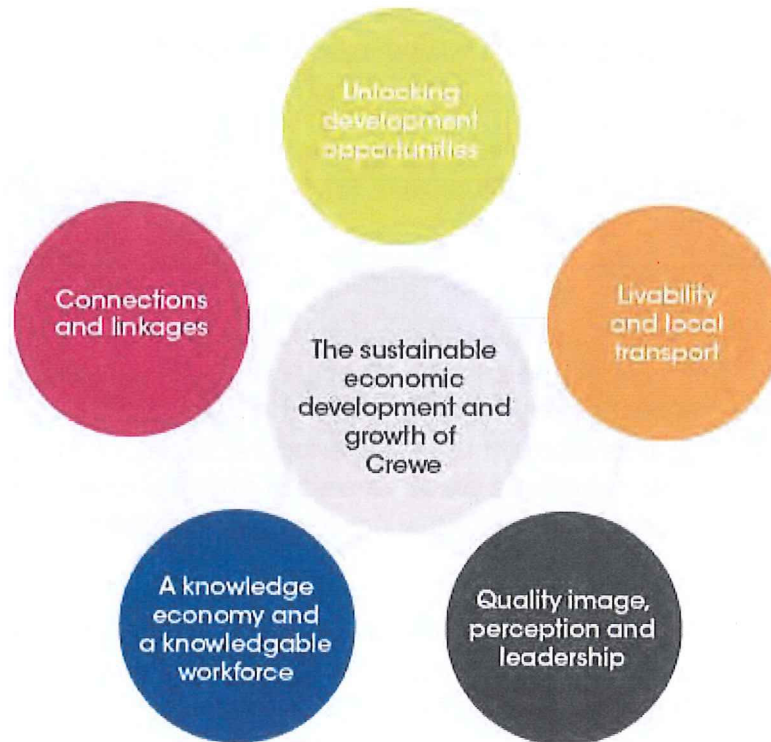 Unlocking
development
opportunities
Connections
and linkages
Livability
and local
transport
The sustainable
economic
development and
growth of
Crewe
A knowledge
economy and
a knowledgable
workforce
Quality image,
perception and
leadership